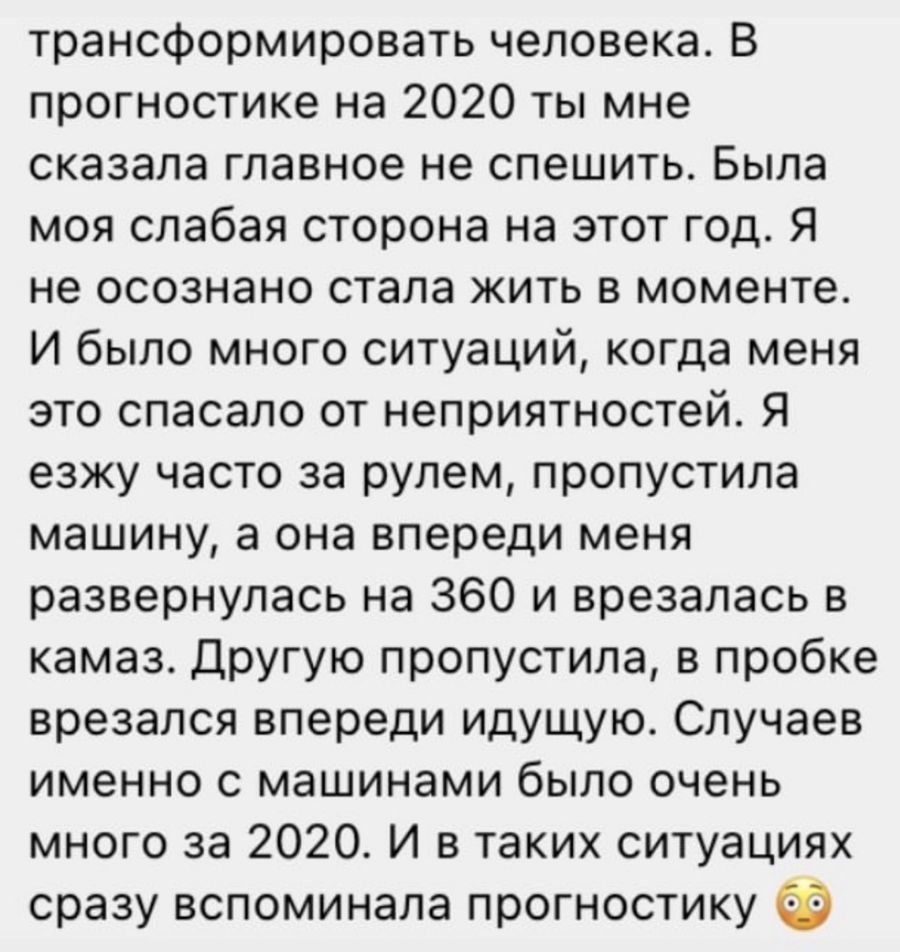 трансформировать человека. В
прогностике на 2020 ты мне
сказала главное не спешить. Была
моя слабая сторона на этот год. Я
не осознано стала жить в моменте.
И было много ситуаций, когда меня
это спасало от неприятностей. Я
езжу часто за рулем, пропустила
машину, а она впереди меня
развернулась на 360 и врезалась в
камаз. Другую пропустила, в пробке
врезался впереди идущую. Случаев
именно с машинами было очень
много за 2020. И в таких ситуациях
сразу вспоминала прогностику 😳